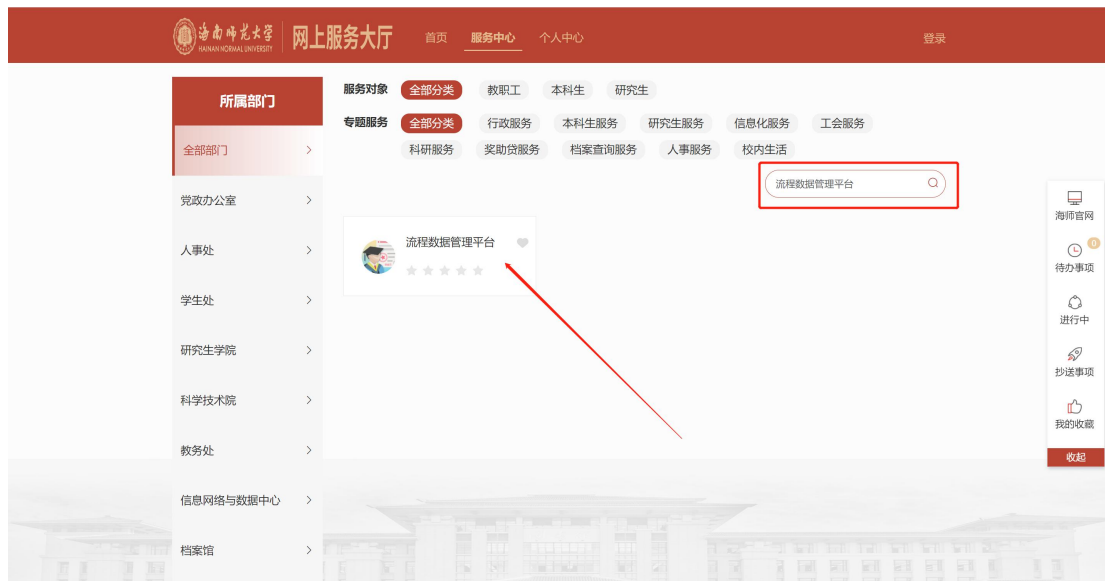 海南师范大学
HAINAN NORMAL UNIVERSITY
网上服务大厅
首页 服务中心 个人中心
登录
所属部门
全部部门
党政办公室
人事处
学生处
研究生学院
科学技术院
教务处
信息网络与数据中心
档案馆
服务对象 全部分类 教职工 本科生 研究生
专题服务 全部分类 行政服务 本科生服务 研究生服务 信息化服务 工会服务
科研服务 奖助贷服务 档案查询服务 人事服务 校内生活
流程数据管理平台
流程数据管理平台
海师官网
0
待办事项
进行中
抄送事项
我的收藏
收起